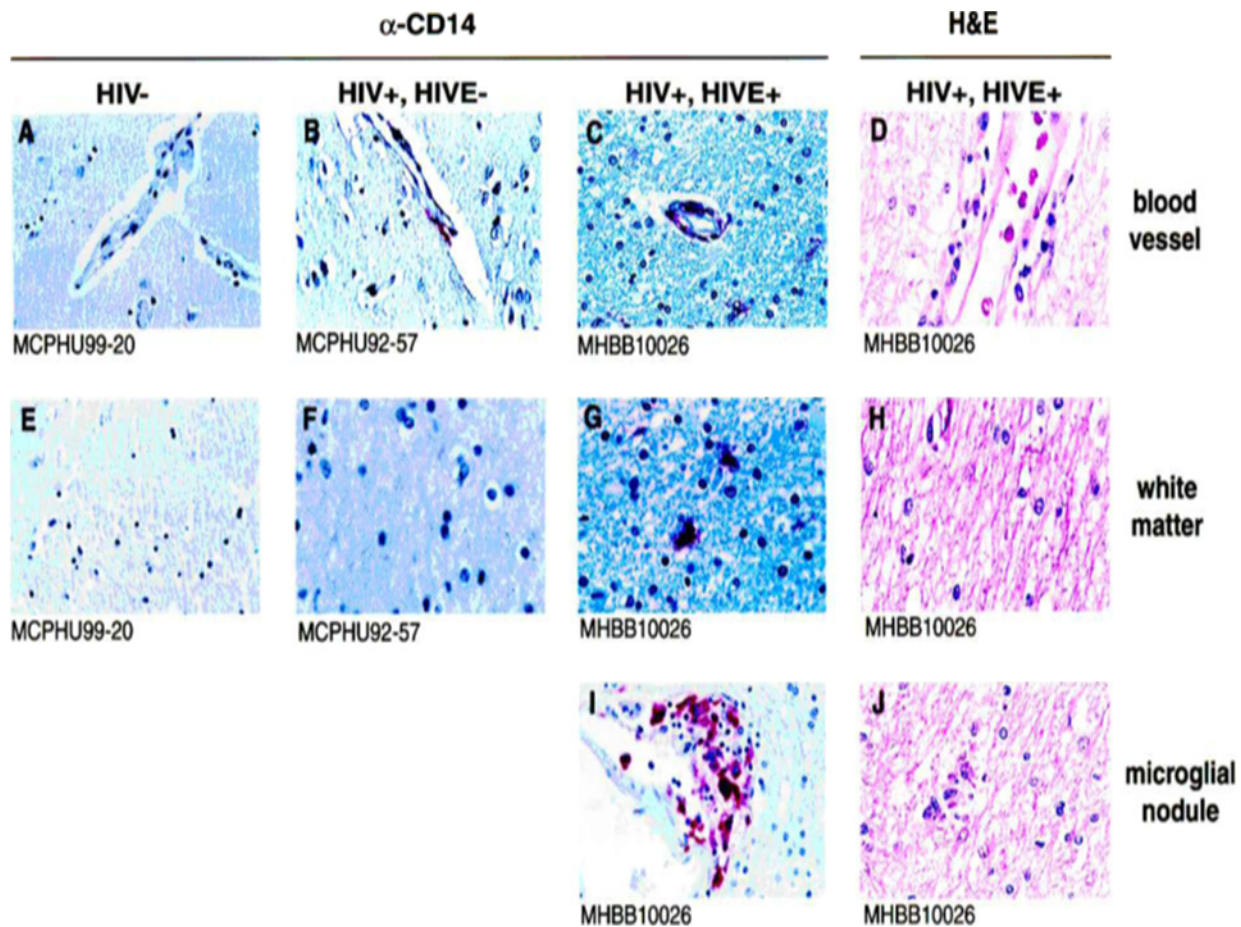 α-CD14 H&E
HIV- HIV+, HIVE- HIV+, HIVE+ HIV+, HIVE+
A B C D
blood
vessel
MCPHU99-20 MCPHU92-57 MHBB10026 MHBB10026
E F G H
white
matter
MCPHU99-20 MCPHU92-57 MHBB10026 MHBB10026
I J
microglial
nodule
MHBB10026 MHBB10026